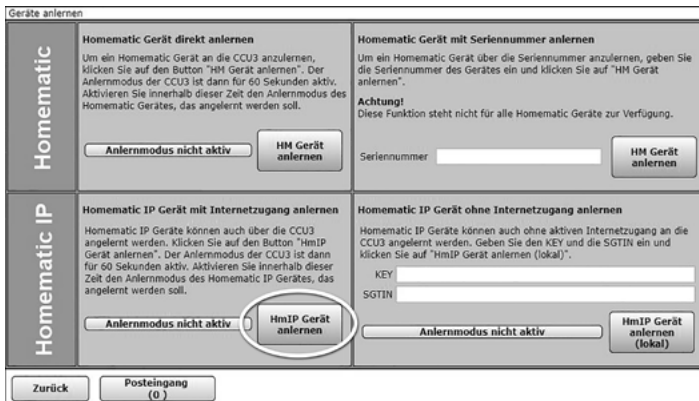 Geräte anlernen
Homematic
Homematic Gerät direkt anlernen
Um ein Homematic Gerät an die CCU3 anzulernen,
klicken Sie auf den Button "HM Gerät anlernen". Der
Anlernmodus der CCU3 ist dann für 60 Sekunden aktiv.
Aktivieren Sie innerhalb dieser Zeit den Anlernmodus des
Homematic Gerätes, das angelernt werden soll.
Anlernmodus nicht aktiv
HM Gerät
anlernen
Homematic Gerät mit Seriennummer anlernen
Um ein Homematic Gerät über die Seriennummer anzulernen, geben Sie
die Seriennummer des Gerätes ein und klicken Sie auf "HM Gerät
anlernen".
Achtung!
Diese Funktion steht nicht für alle Homematic Geräte zur Verfügung.
Seriennummer
HM Gerät
anlernen
Homematic IP
Homematic IP Gerät mit Internetzugang anlernen
Homematic IP Geräte können auch über die CCU3
angelernt werden. Klicken Sie auf den Button "HmIP
Gerät anlernen". Der Anlernmodus der CCU3 ist dann
für 60 Sekunden aktiv. Aktivieren Sie innerhalb dieser
Zeit den Anlernmodus des Homematic IP Gerätes, das
angelernt werden soll.
Anlernmodus nicht aktiv
HmIP Gerät
anlernen
Homematic IP Gerät ohne Internetzugang anlernen
Homematic IP Geräte können auch ohne aktiven Internetzugang an die
CCU3 angelernt werden. Geben Sie den KEY und die SGTIN ein und
klicken Sie auf "HmIP Gerät anlernen (lokal)".
KEY
SGTIN
Anlernmodus nicht aktiv
HmIP Gerät
anlernen
(lokal)
Zurück
Posteingang
(0 )